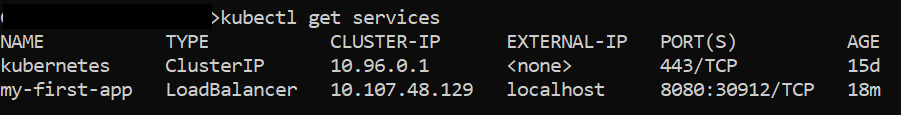 >kubectl get services
NAME TYPE CLUSTER-IP EXTERNAL-IP PORT(S) AGE
kubernetes ClusterIP 10.96.0.1 <none> 443/TCP 15d
my-first-app LoadBalancer 10.107.48.129 localhost 8080:30912/TCP 18m